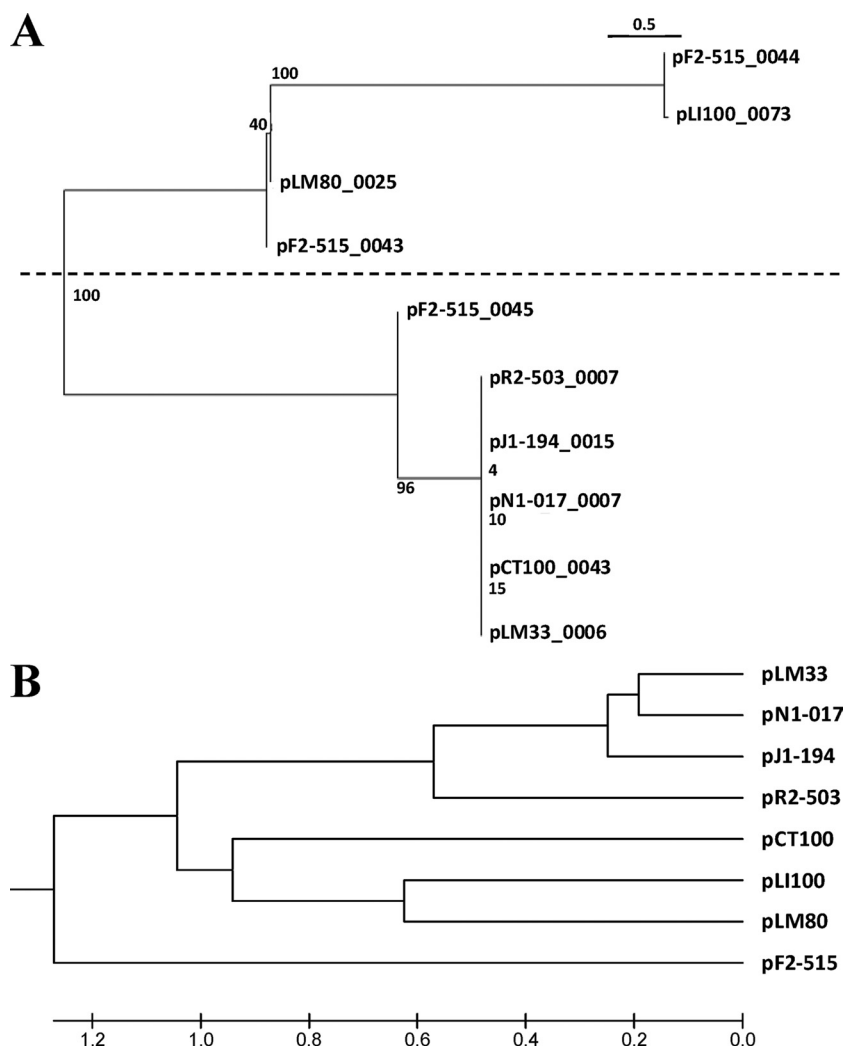 A
0.5
pF2-515_0044
100
pLI100_0073
40
pLM80_0025
pF2-515_0043
100
pF2-515_0045
pR2-503_0007
pJ1-194_0015
4
96
pN1-017_0007
10
pCT100_0043
15
pLM33_0006
B
pLM33
pN1-017
pJ1-194
pR2-503
pCT100
pLI100
pLM80
pF2-515
1.2 1.0 0.8 0.6 0.4 0.2 0.0